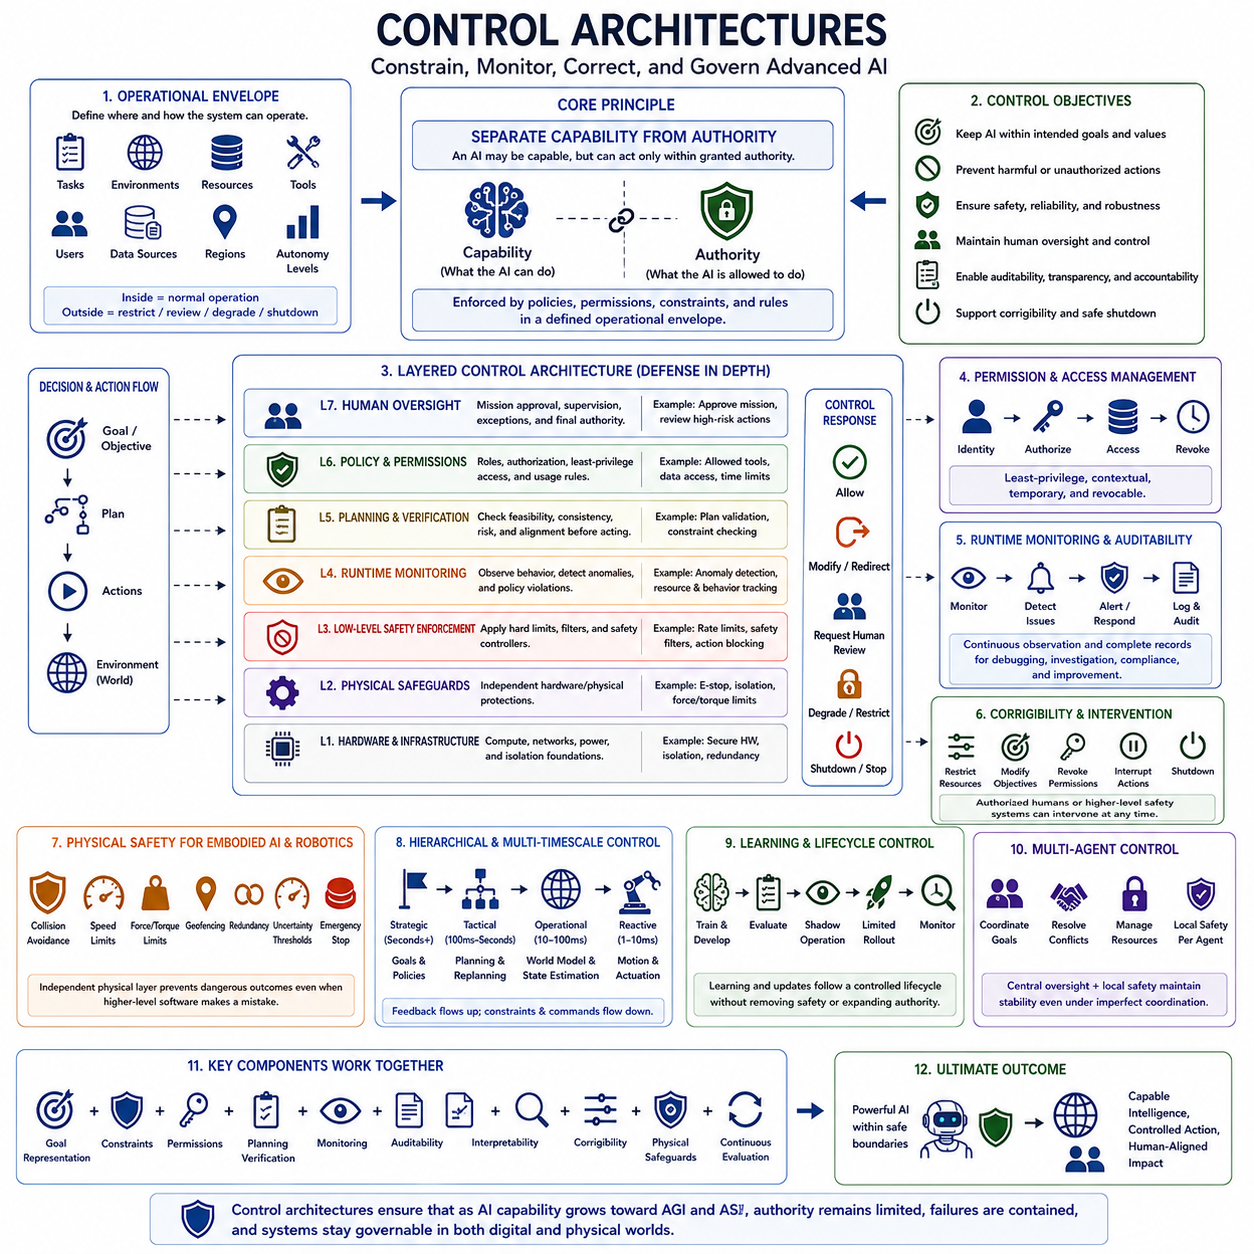 CONTROL ARCHITECTURES
Constrain, Monitor, Correct, and Govern Advanced AI
1. OPERATIONAL ENVELOPE
Define where and how the system can operate.
Tasks
Environments
Resources
Tools
Users
Data Sources
Regions
Autonomy
Levels
Inside = normal operation
Outside = restrict / review / degrade / shutdown
CORE PRINCIPLE
SEPARATE CAPABILITY FROM AUTHORITY
An AI may be capable, but can act only within granted authority.
Capability
(What the AI can do)
Authority
(What the AI is allowed to do)
Enforced by policies, permissions, constraints, and rules
in a defined operational envelope.
2. CONTROL OBJECTIVES
Keep AI within intended goals and values
Prevent harmful or unauthorized actions
Ensure safety, reliability, and robustness
Maintain human oversight and control
Enable auditability, transparency, and accountability
Support corrigibility and safe shutdown
DECISION & ACTION FLOW
Goal /
Objective
Plan
Actions
Environment
(World)
3. LAYERED CONTROL ARCHITECTURE (DEFENSE IN DEPTH)
L7. HUMAN OVERSIGHT
Mission approval, supervision,
exceptions, and final authority.
Example: Approve mission,
review high-risk actions
L6. POLICY & PERMISSIONS
Roles, authorization, least-privilege
access, and usage rules.
Example: Allowed tools,
data access, time limits
L5. PLANNING & VERIFICATION
Check feasibility, consistency,
risk, and alignment before acting.
Example: Plan validation,
constraint checking
L4. RUNTIME MONITORING
Observe behavior, detect anomalies,
and policy violations.
Example: Anomaly detection,
resource & behavior tracking
L3. LOW-LEVEL SAFETY ENFORCEMENT
Apply hard limits, filters, and safety
controllers.
Example: Rate limits, safety
filters, action blocking
L2. PHYSICAL SAFEGUARDS
Independent hardware/physical
protections.
Example: E-stop, isolation,
force/torque limits
L1. HARDWARE & INFRASTRUCTURE
Compute, networks, power,
and isolation foundations.
Example: Secure HW,
isolation, redundancy
CONTROL
RESPONSE
Allow
Modify / Redirect
Request Human
Review
Degrade / Restrict
Shutdown / Stop
4. PERMISSION & ACCESS MANAGEMENT
Identity
Authorize
Access
Revoke
Least-privilege, contextual,
temporary, and revocable.
5. RUNTIME MONITORING & AUDITABILITY
Monitor
Detect
Issues
Alert /
Respond
Log &
Audit
Continuous observation and complete records
for debugging, investigation, compliance,
and improvement.
6. CORRIGIBILITY & INTERVENTION
Restrict
Resources
Modify
Objectives
Revoke
Permissions
Interrupt
Actions
Shutdown
Authorized humans or higher-level safety
systems can intervene at any time.
7. PHYSICAL SAFETY FOR EMBODIED AI & ROBOTICS
Collision
Avoidance
Speed
Limits
Force/Torque
Limits
Geofencing
Redundancy
Uncertainty
Thresholds
Emergency
Stop
Independent physical layer prevents dangerous outcomes even when
higher-level software makes a mistake.
8. HIERARCHICAL & MULTI-TIMESCALE CONTROL
Strategic
(Seconds+)
Goals &
Policies
Tactical
(100ms–Seconds)
Planning &
Replanning
Operational
(10–100ms)
World Model &
State Estimation
Reactive
(1–10ms)
Motion &
Actuation
Feedback flows up; constraints & commands flow down.
9. LEARNING & LIFECYCLE CONTROL
Train &
Develop
Evaluate
Shadow
Operation
Limited
Rollout
Monitor
Learning and updates follow a controlled lifecycle
without removing safety or expanding authority.
10. MULTI-AGENT CONTROL
Coordinate
Goals
Resolve
Conflicts
Manage
Resources
Local Safety
Per Agent
Central oversight + local safety maintain
stability even under imperfect coordination.
11. KEY COMPONENTS WORK TOGETHER
Goal
Representation
+
Constraints
+
Permissions
+
Planning
Verification
+
Monitoring
+
Auditability
+
Interpretability
+
Corrigibility
+
Physical
Safeguards
+
Continuous
Evaluation
12. ULTIMATE OUTCOME
Powerful AI
within safe
boundaries
Capable
Intelligence,
Controlled Action,
Human-Aligned
Impact
Control architectures ensure that as AI capability grows toward AGI and authority remains limited, failures are contained,
and systems stay governable in both digital and physical worlds.